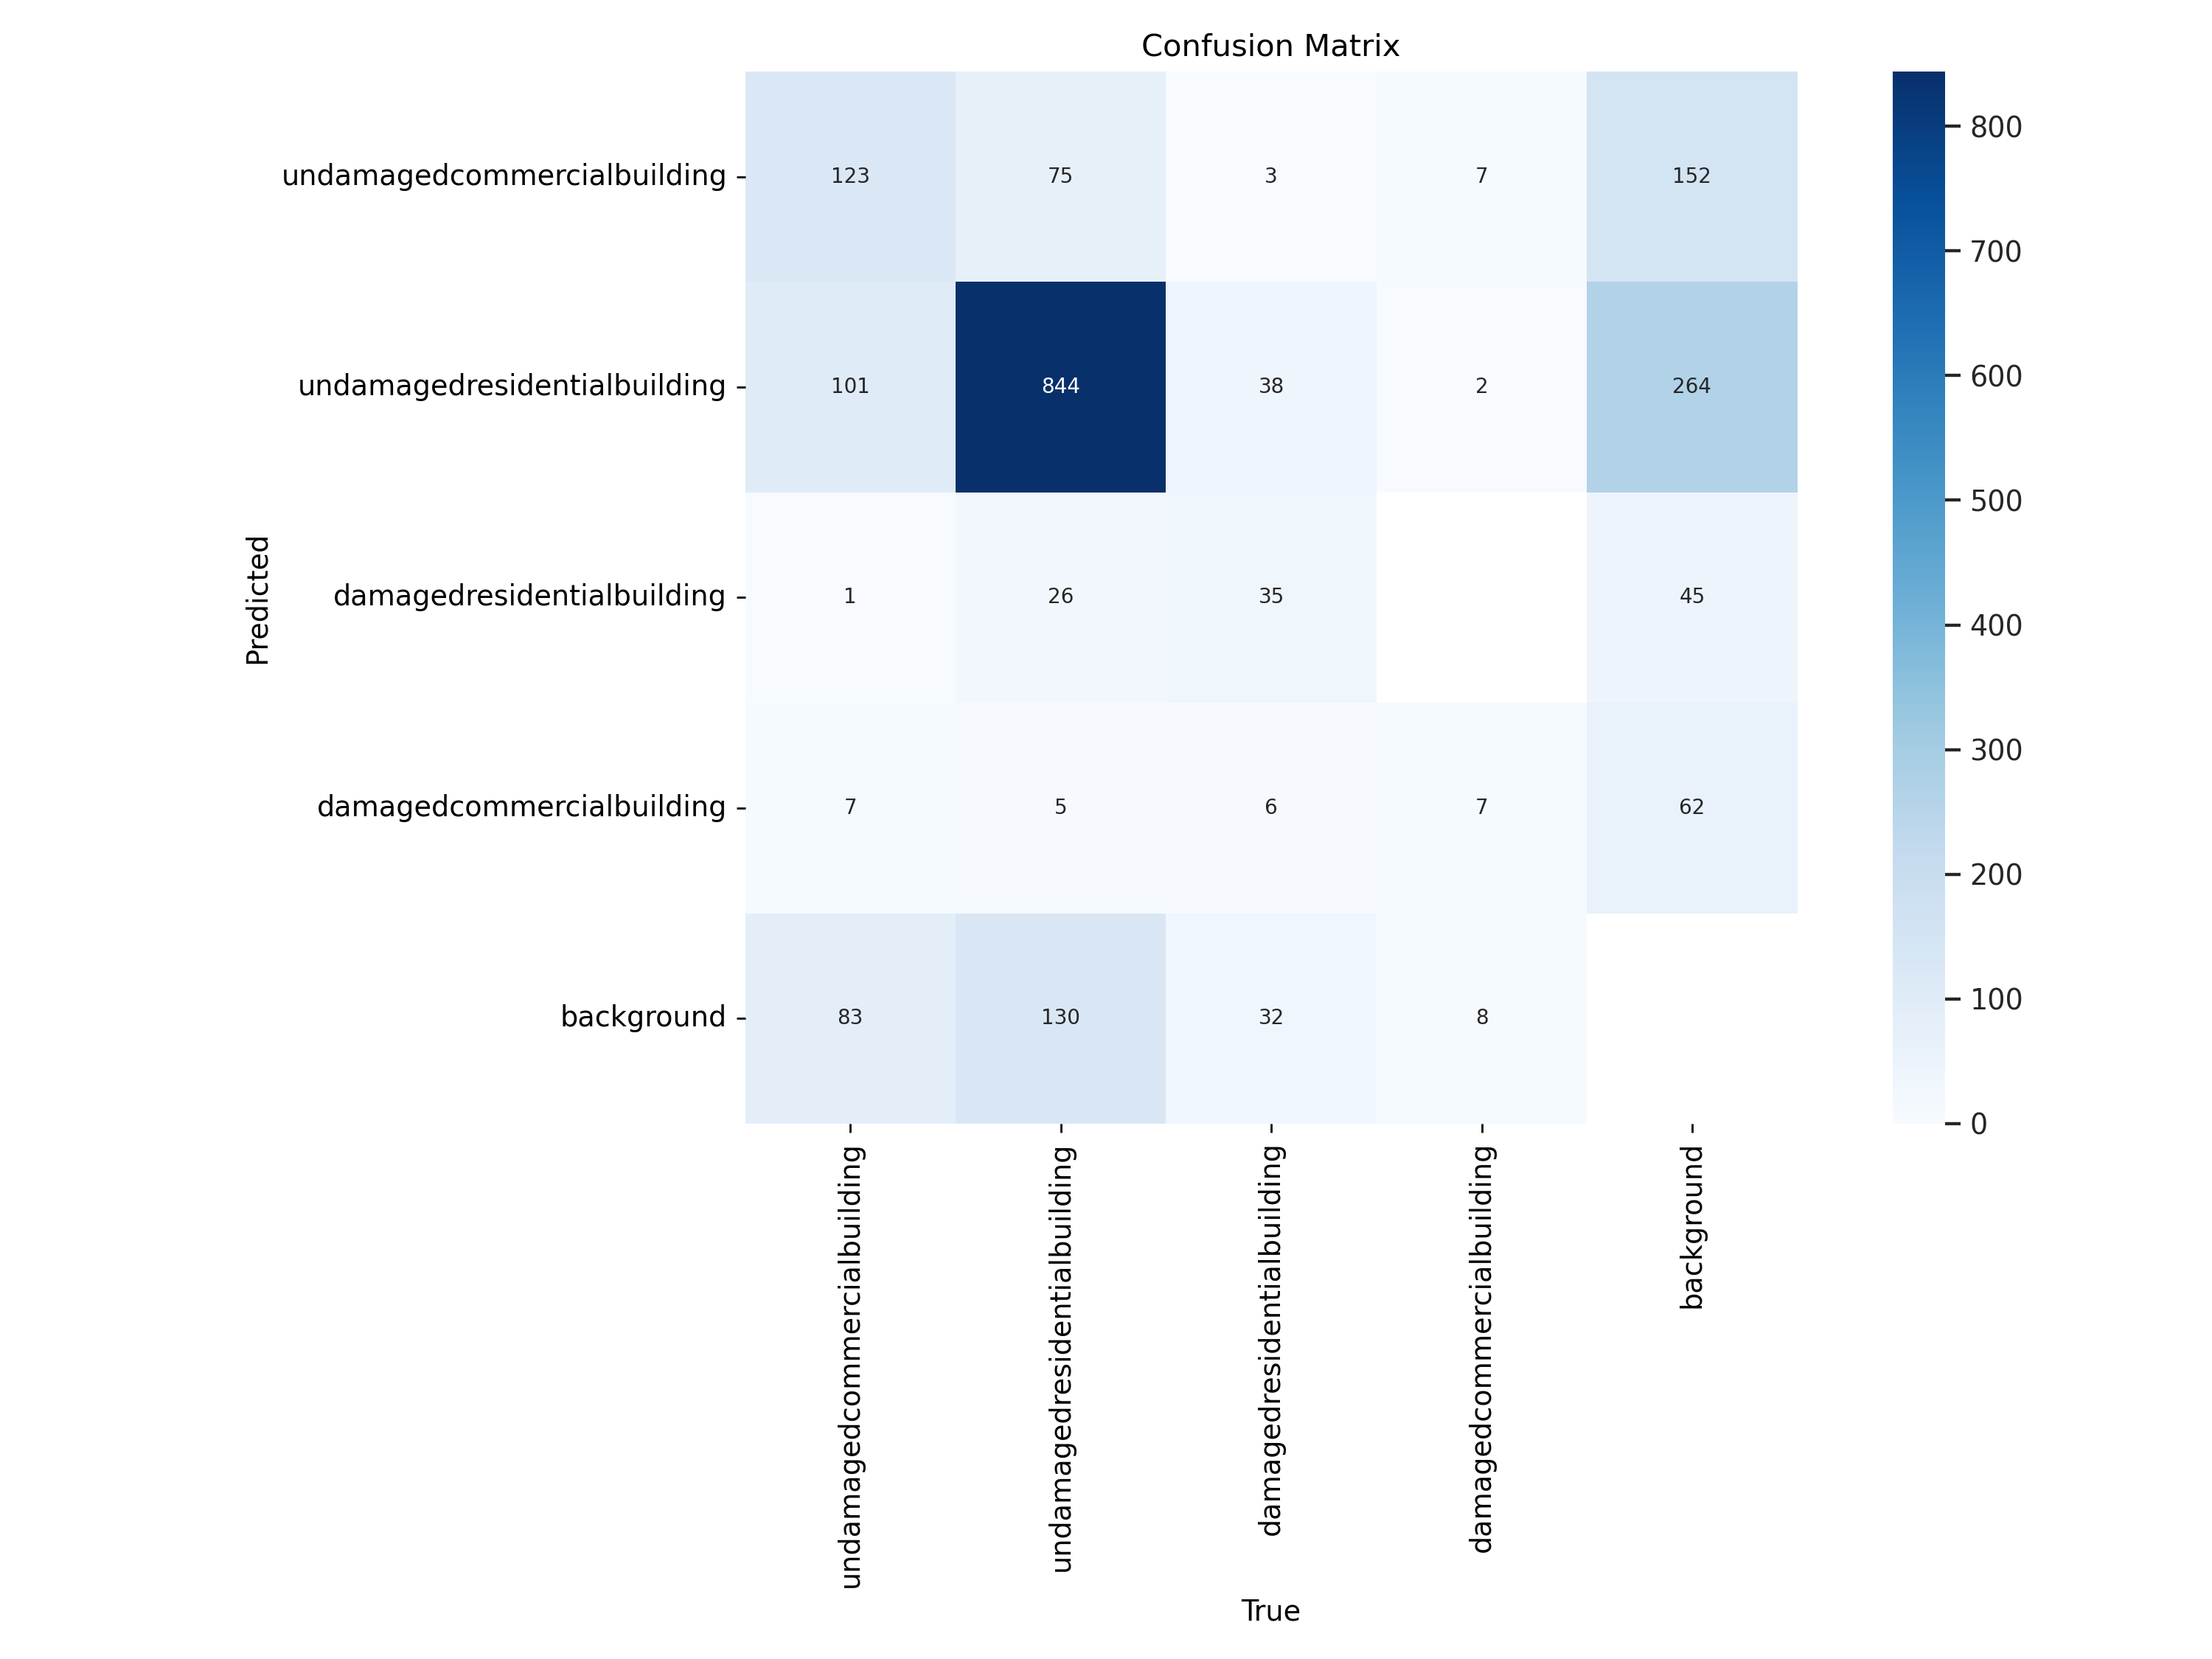 Confusion Matrix
undamagedcommercialbuilding
123 75 3 7 152
800
700
undamagedresidentialbuilding
101 844 38 2 264
600
500
Predicted
damagedresidentialbuilding
1 26 35 45
400
300
damagedcommercialbuilding
7 5 6 7 62
200
100
background
83 130 32 8
0
undamagedcommercialbuilding
undamagedresidentialbuilding
damagedresidentialbuilding
damagedcommercialbuilding
background
True